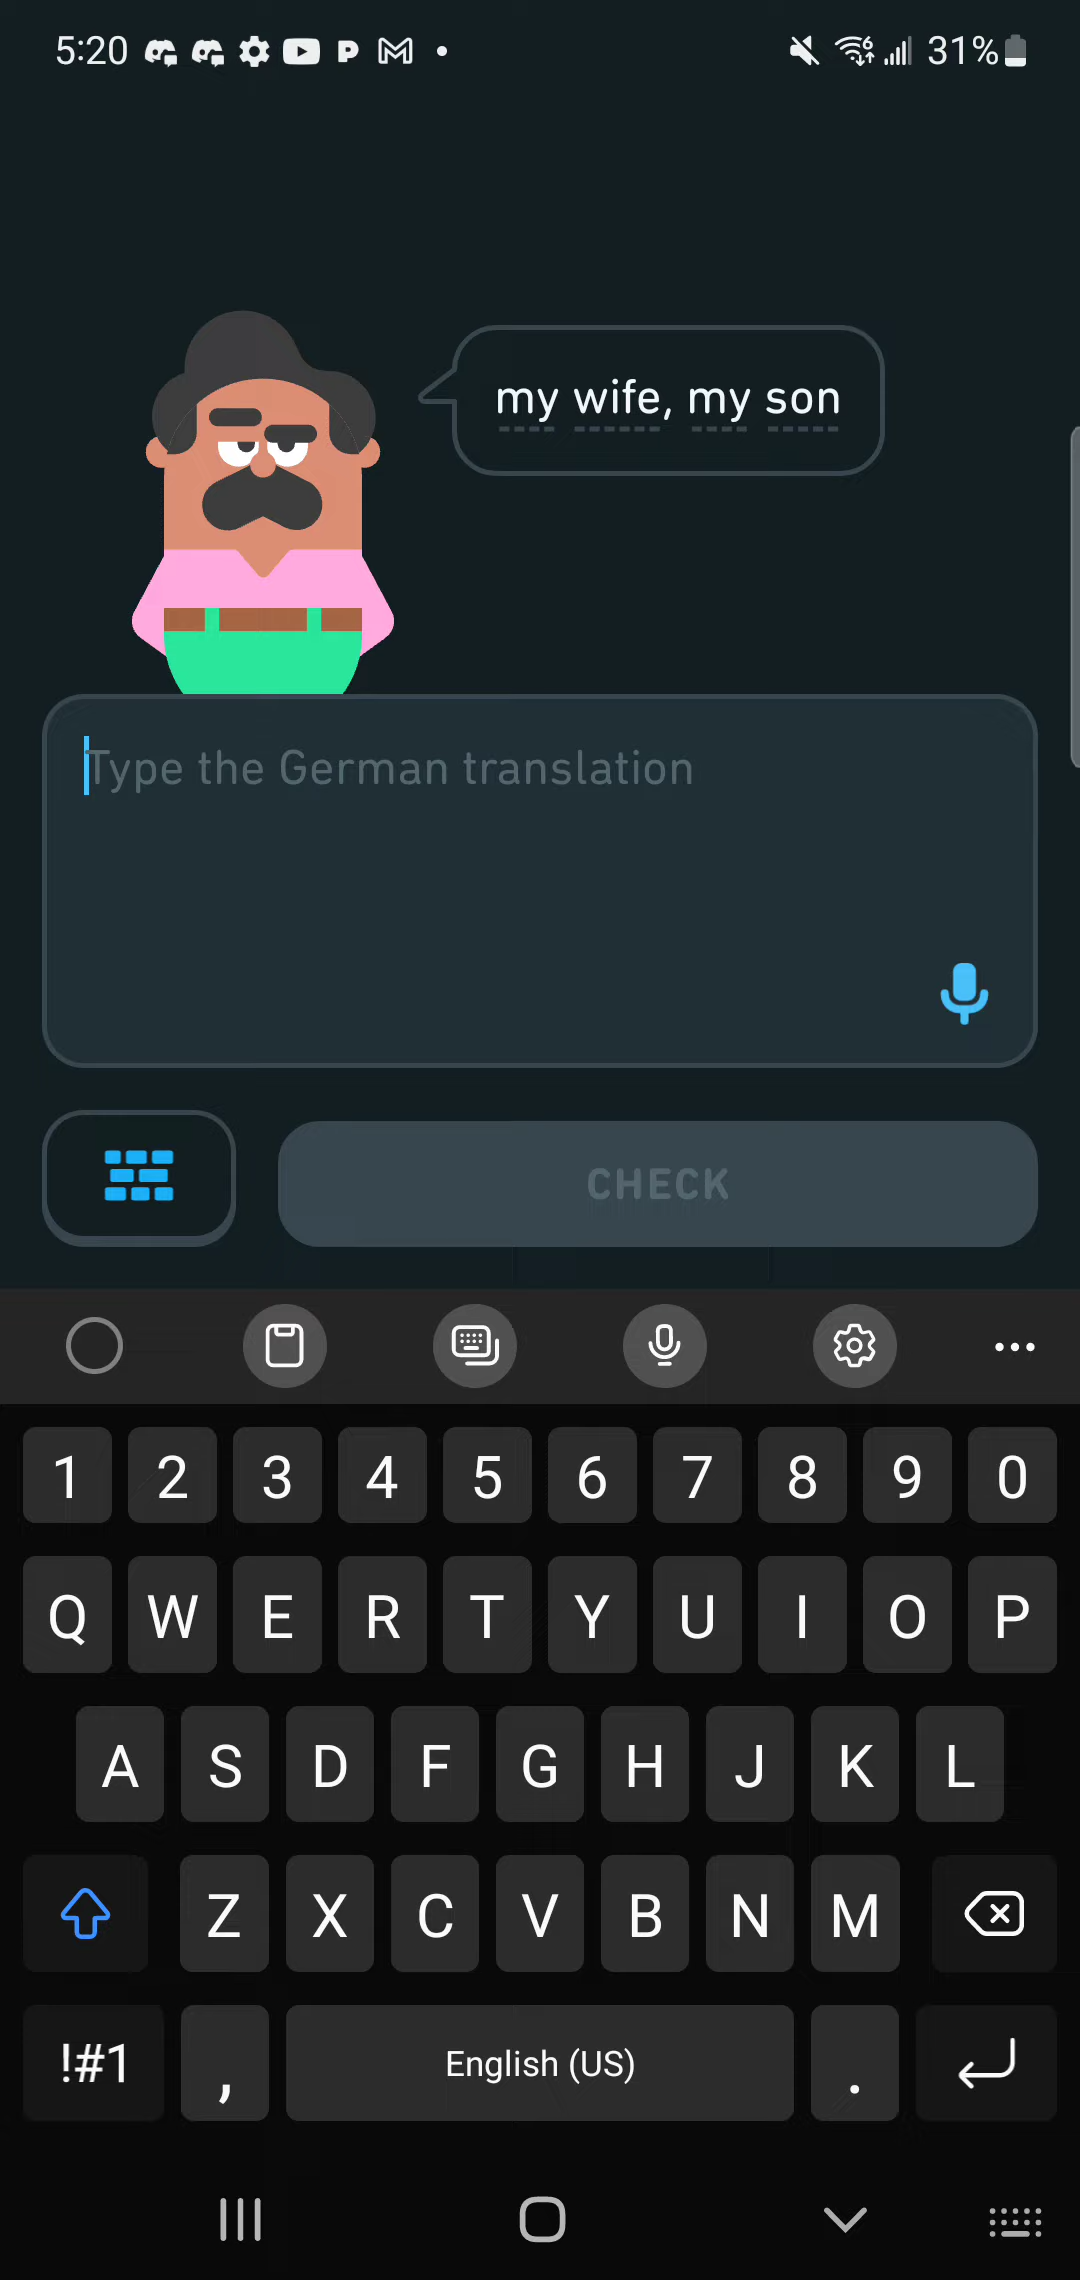 5:20 31%
my wife, my son
Type the German translation
CHECK
1 2 3 4 5 6 7 8 9 0
Q W E R T Y U I O P
A S D F G H J K L
Z X C V B N M
!#1 , English (US) .